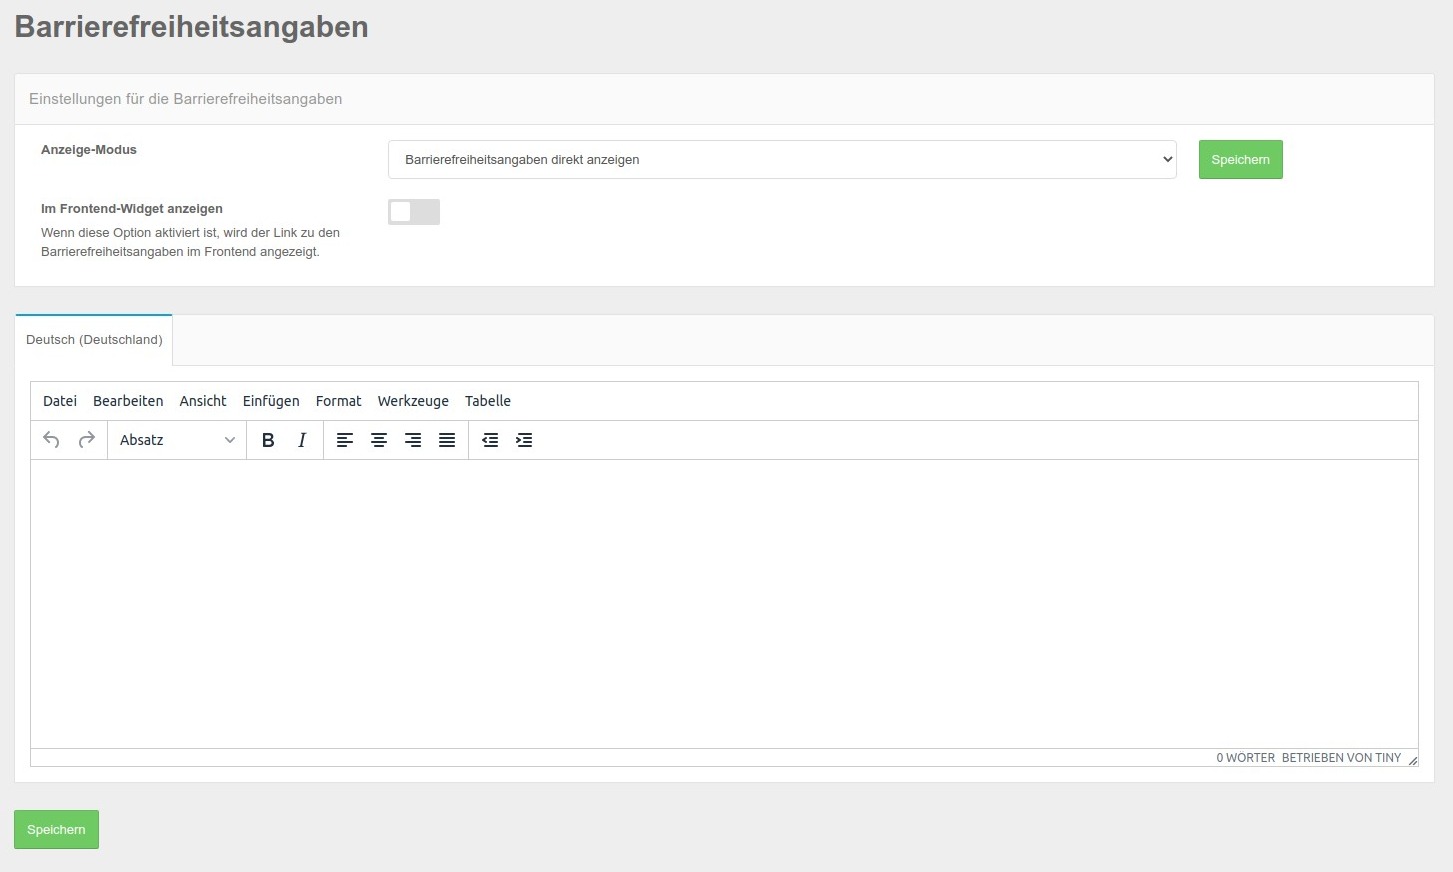 Barrierefreiheitsangaben
Einstellungen für die Barrierefreiheitsangaben
Anzeige-Modus
Barrierefreiheitsangaben direkt anzeigen
Speichern
Im Frontend-Widget anzeigen
Wenn diese Option aktiviert ist, wird der Link zu den
Barrierefreiheitsangaben im Frontend angezeigt.
Deutsch (Deutschland)
Datei Bearbeiten Ansicht Einfügen Format Werkzeuge Tabelle
Absatz B I
0 WÖRTER BETRIEBEN VON TINY
Speichern